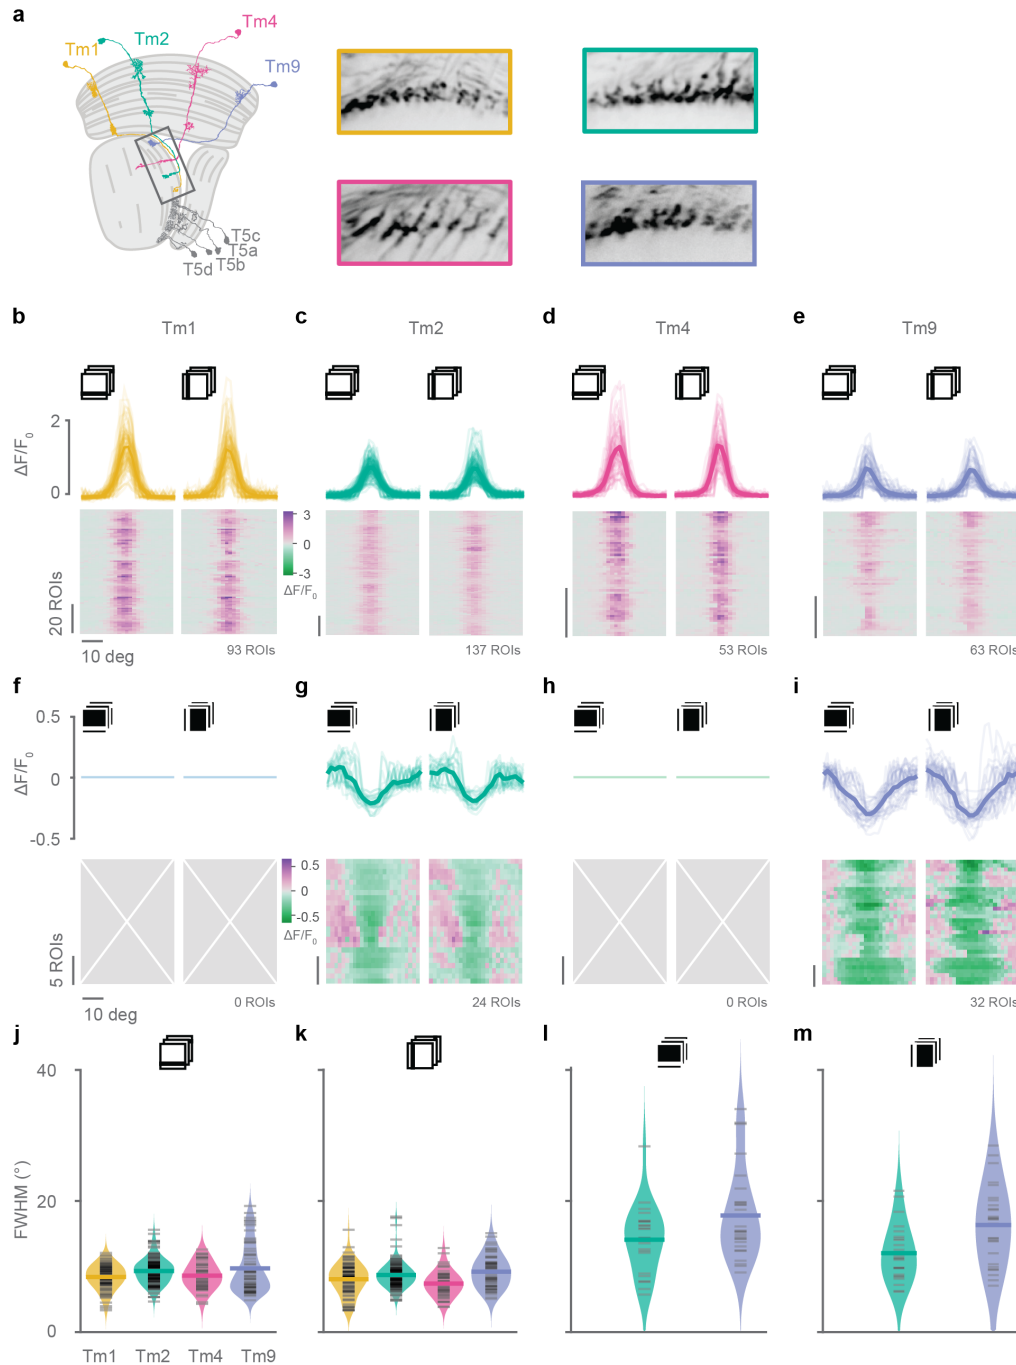 a
Tm1
Tm2
Tm4
Tm9
T5c
T5a
T5b
T5d
b
Tm1
c
Tm2
d
Tm4
e
Tm9
ΔF/F0
2
0
20 ROIs
10 deg
93 ROIs
3
0
-3
ΔF/F0
137 ROIs
53 ROIs
63 ROIs
f
g
h
i
ΔF/F0
0.5
0
-0.5
5 ROIs
10 deg
0 ROIs
0.5
0
-0.5
ΔF/F0
24 ROIs
0 ROIs
32 ROIs
j
k
l
m
FWHM (°)
40
20
0
Tm1
Tm2
Tm4
Tm9